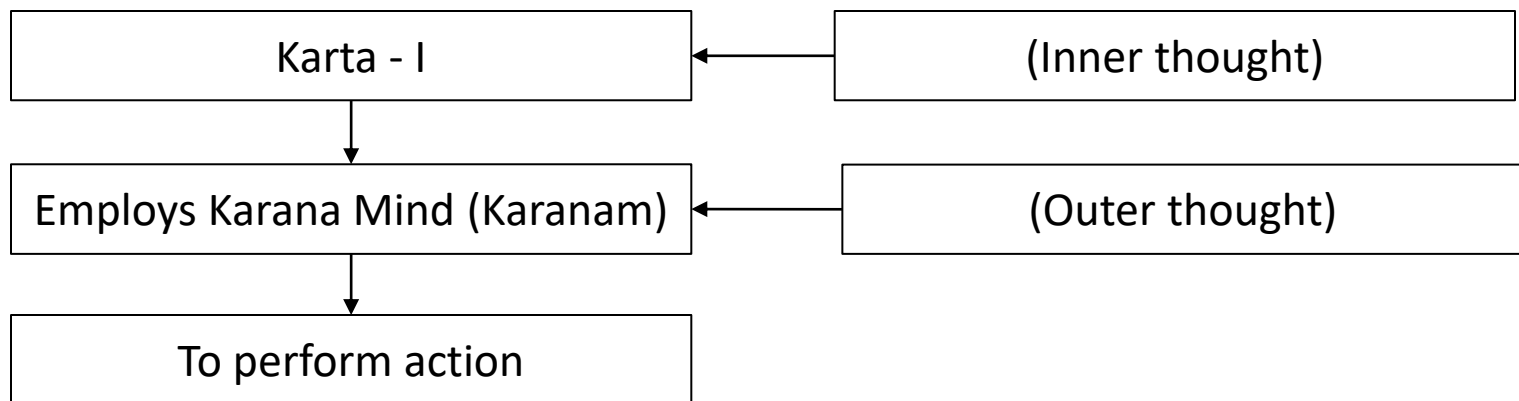 Karta - I
(Inner thought)
Employs Karana Mind (Karanam)
(Outer thought)
To perform action